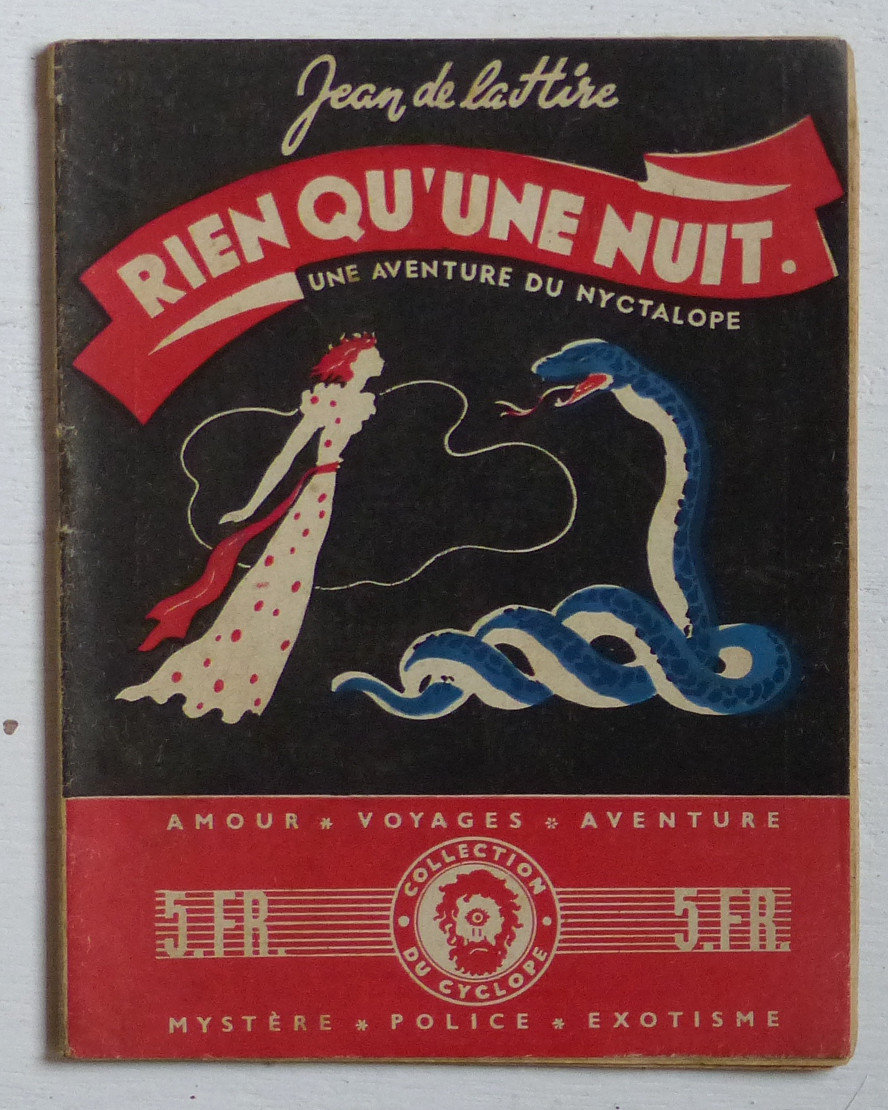 Jean de la Hire
RIEN QU'UNE NUIT.
UNE AVENTURE DU NYCTALOPE
AMOUR * VOYAGES * AVENTURE
5.FR.
COLLECTION
DU CYCLOPE
5.FR.
MYSTÈRE * POLICE * EXOTISME